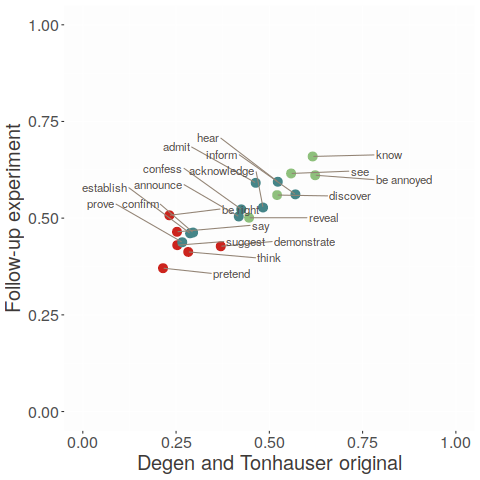 1.00
0.75
0.50
0.25
0.00
Follow-up experiment
hear
admit
inform
know
confess
acknowledge
see
be annoyed
establish
announce
discover
prove
confirm
be right
reveal
say
suggest
demonstrate
think
pretend
0.00
0.25
0.50
0.75
1.00
Degen and Tonhauser original